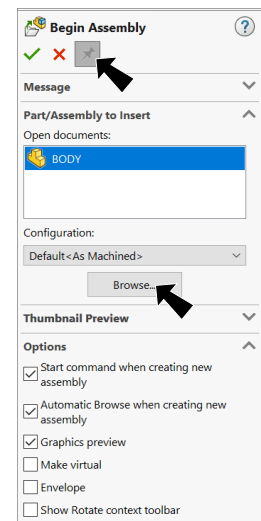 Begin Assembly
?
Message
Part/Assembly to Insert
Open documents:
BODY
Configuration:
Default<As Machined>
Browse...
Thumbnail Preview
Options
Start command when creating new
assembly
Automatic Browse when creating new
assembly
Graphics preview
Make virtual
Envelope
Show Rotate context toolbar